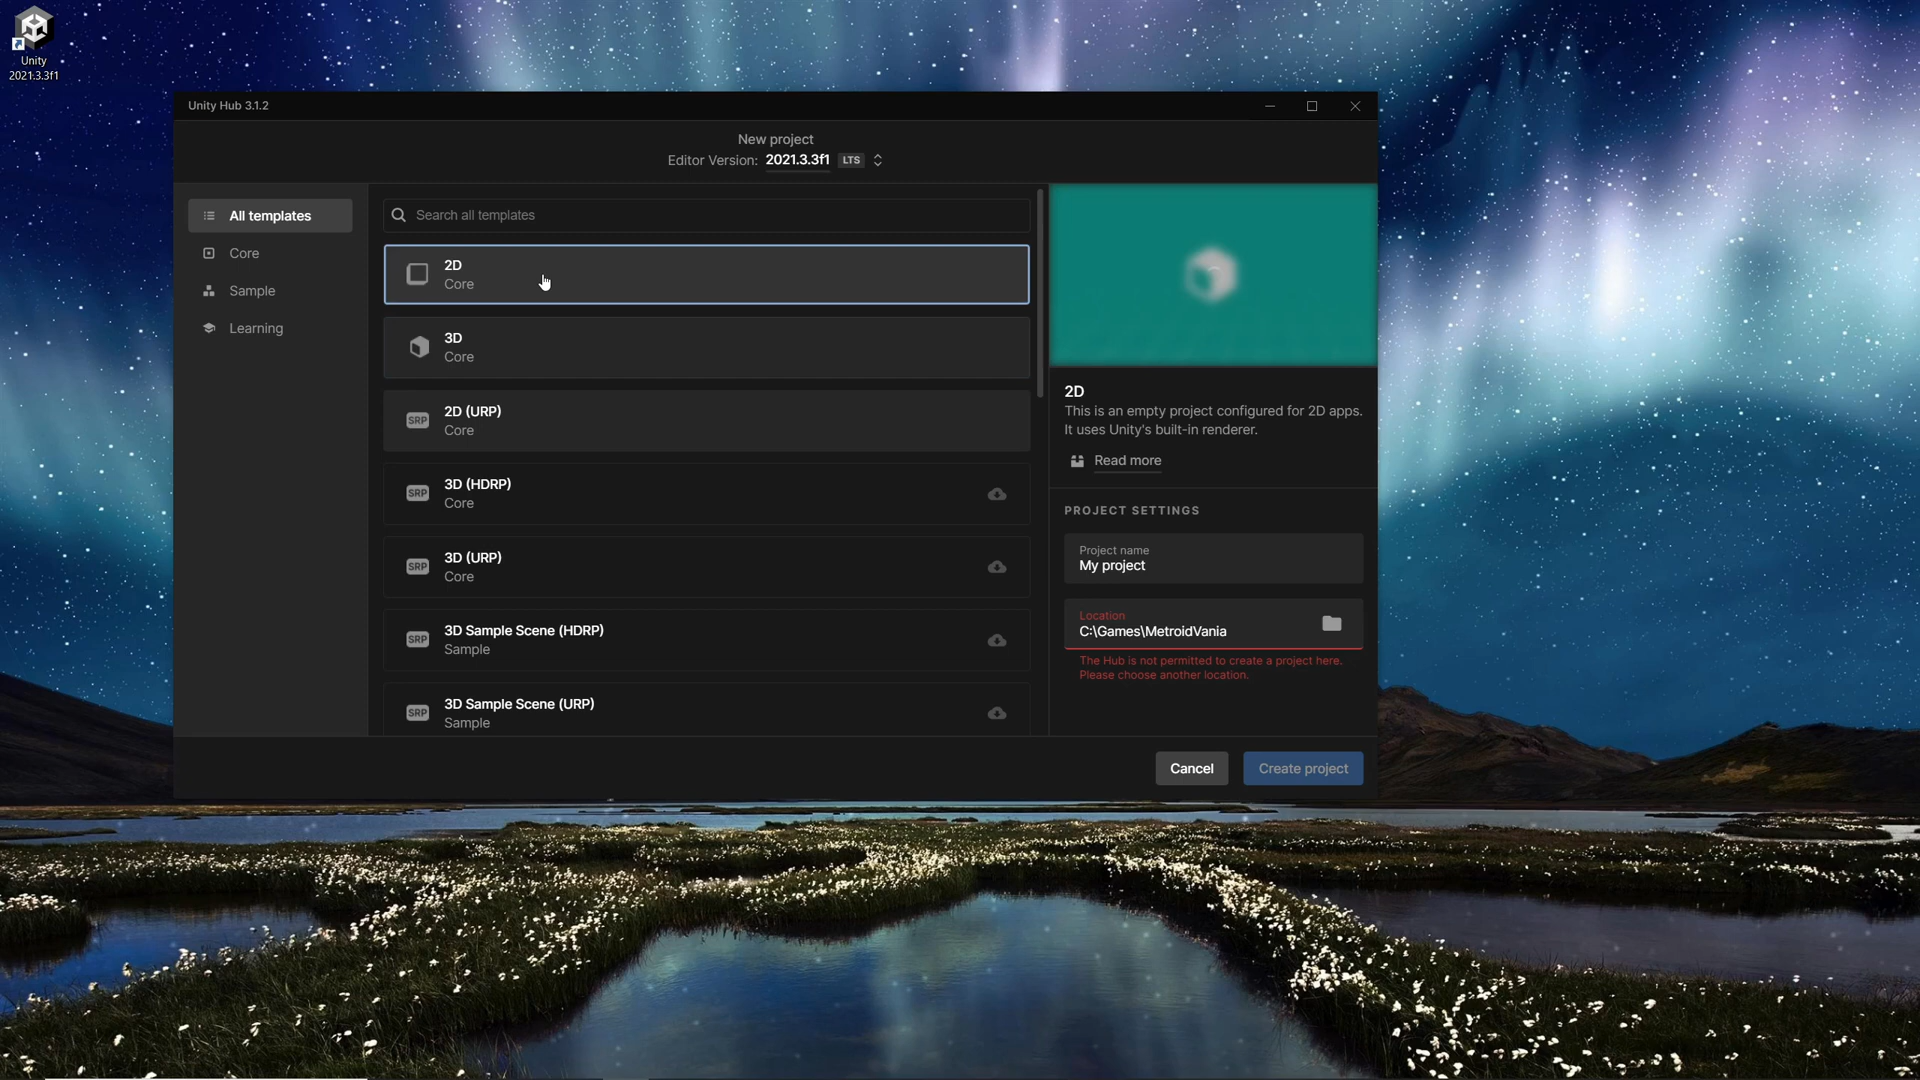 Unity
2021.3.3f1
Unity Hub 3.1.2
New project
Editor Version: 2021.3.3f1 LTS
All templates
Core
Sample
Learning
Search all templates
2D
Core
3D
Core
2D (URP)
Core
3D (HDRP)
Core
3D (URP)
Core
3D Sample Scene (HDRP)
Sample
3D Sample Scene (URP)
Sample
SRP
SRP
SRP
SRP
SRP
2D
This is an empty project configured for 2D apps.
It uses Unity's built-in renderer.
Read more
PROJECT SETTINGS
Project name
My project
Location
C:\Games\MetroidVania
The Hub is not permitted to create a project here.
Please choose another location.
Cancel
Create project